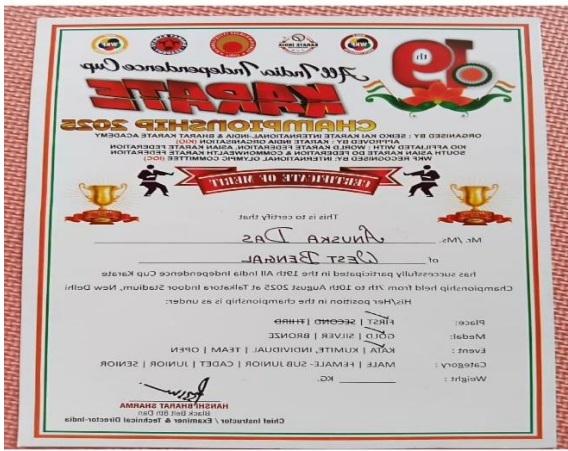 19th
WKF
KARATE INDIA
WKF
All India Independence Cup
KARATE
CHAMPIONSHIP 2025
ORGANISED BY : SEIKO KAI KARATE INTERNATIONAL-INDIA & BHARAT KARATE ACADEMY
APPROVED BY : KARATE INDIA ORGANISATION (KIO)
KIO AFFILIATED WITH : WORLD KARATE FEDERATION, ASIAN KARATE FEDERATION
SOUTH ASIAN KARATE DO FEDERATION & COMMONWEALTH KARATE FEDERATION
WKF RECOGNISED BY INTERNATIONAL OLYMPIC COMMITTEE (IOC)
CERTIFICATE OF MERIT
This is to certify that
Mr. /Ms. ANUSKA DAS
of WEST BENGAL
has successfully participated in the 19th All India Independence Cup Karate
Championship held from 7th to 10th August 2025 at Talkatora Indoor Stadium, New Delhi
His/Her position in the championship is as under:
Place: FIRST | SECOND | THIRD
Medal: GOLD | SILVER | BRONZE
Event : KATA | KUMITE, INDIVIDUAL | TEAM | OPEN
Category : MALE | FEMALE- SUB JUNIOR | CADET | JUNIOR | SENIOR
Weight : KG.
HANSHI BHARAT SHARMA
Black Belt 8th Dan
Chief Instructor / Examiner & Technical Director-India